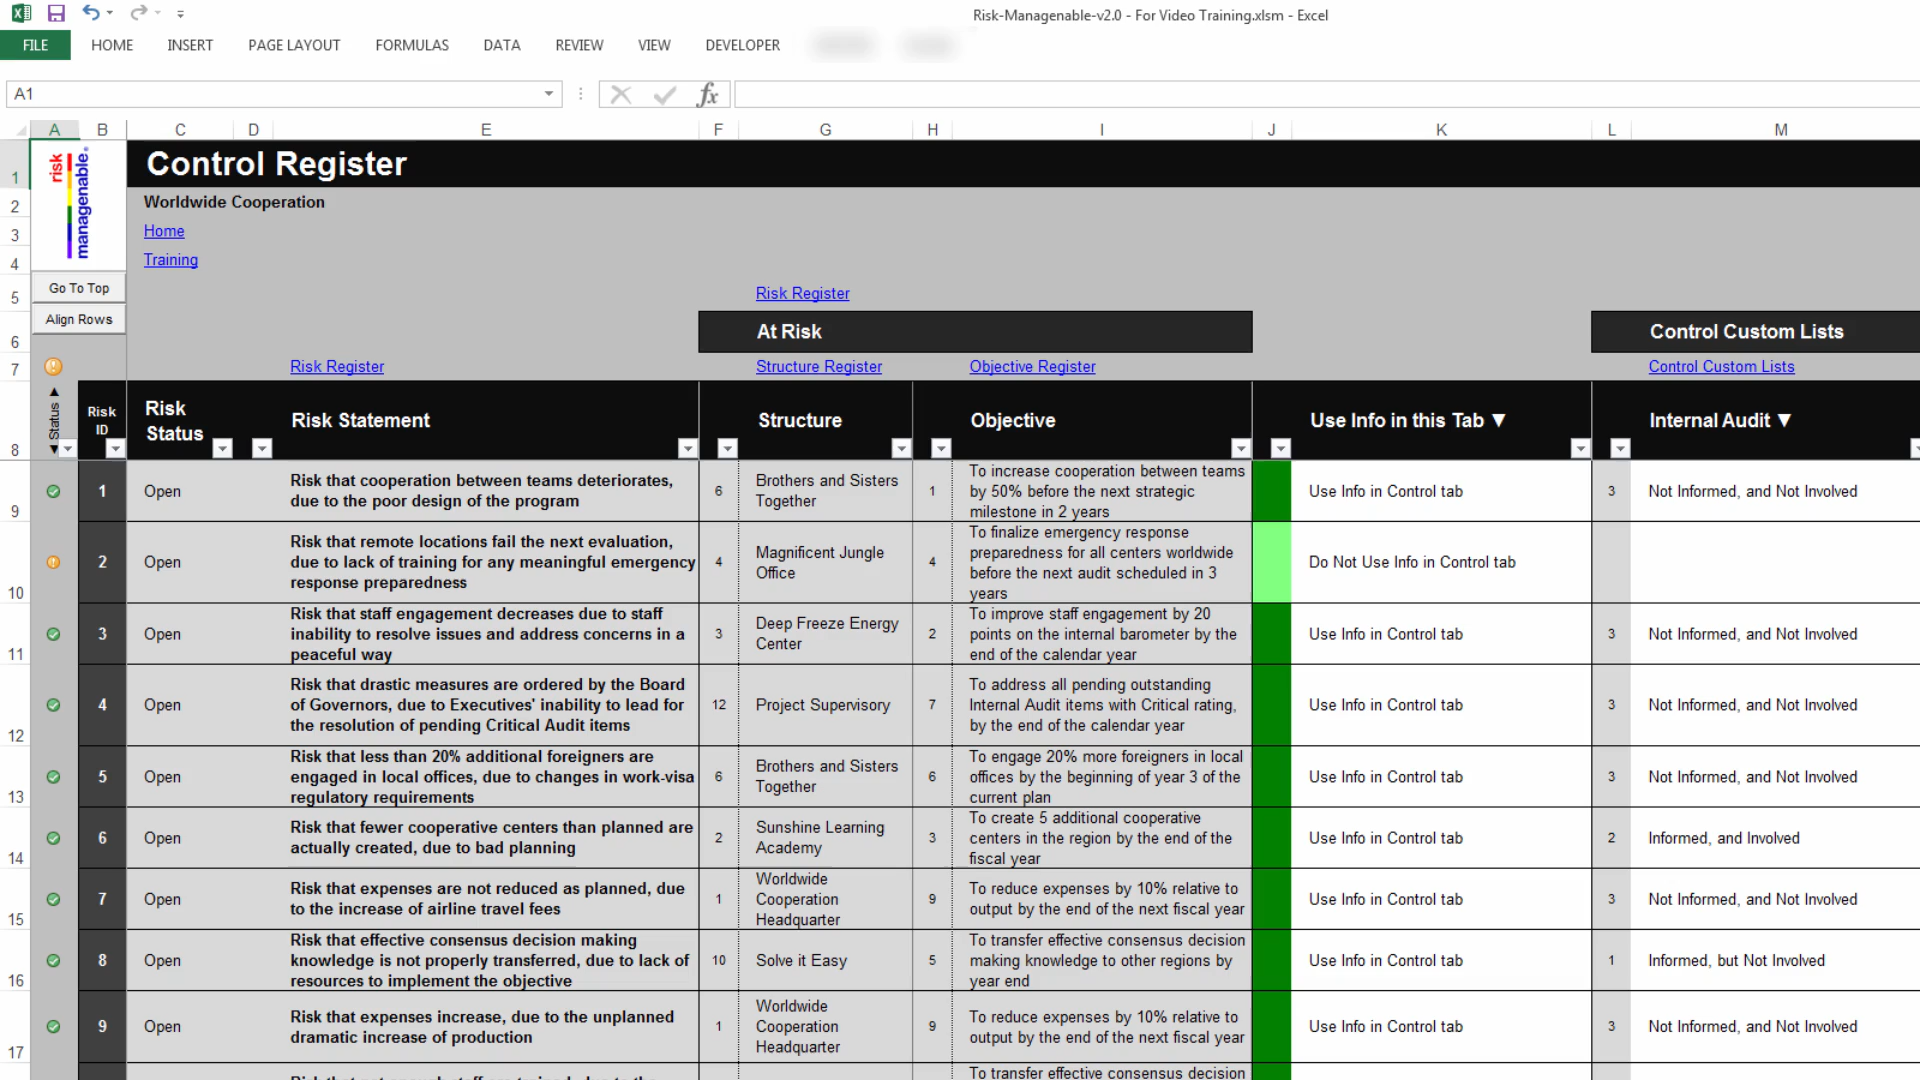 Risk-Managenable-v2.0 - For Video Training.xlsm - Excel
FILE HOME INSERT PAGE LAYOUT FORMULAS DATA REVIEW VIEW DEVELOPER
A1 fx
A B C D E F G H I J K L M
1 risk managenable® Control Register
2 Worldwide Cooperation
3 Home
4 Training
5 Go To Top Risk Register
6 Align Rows At Risk Control Custom Lists
7 Risk Register Structure Register Objective Register Control Custom Lists
8 ◄ Status ► Risk ID Risk Status Risk Statement Structure Objective Use Info in this Tab ▼ Internal Audit ▼
9 1 Open Risk that cooperation between teams deteriorates, due to the poor design of the program 6 Brothers and Sisters Together 1 To increase cooperation between teams by 50% before the next strategic milestone in 2 years Use Info in Control tab 3 Not Informed, and Not Involved
10 2 Open Risk that remote locations fail the next evaluation, due to lack of training for any meaningful emergency response preparedness 4 Magnificent Jungle Office 4 To finalize emergency response preparedness for all centers worldwide before the next audit scheduled in 3 years Do Not Use Info in Control tab
11 3 Open Risk that staff engagement decreases due to staff inability to resolve issues and address concerns in a peaceful way 3 Deep Freeze Energy Center 2 To improve staff engagement by 20 points on the internal barometer by the end of the calendar year Use Info in Control tab 3 Not Informed, and Not Involved
12 4 Open Risk that drastic measures are ordered by the Board of Governors, due to Executives' inability to lead for the resolution of pending Critical Audit items 12 Project Supervisory 7 To address all pending outstanding Internal Audit items with Critical rating, by the end of the calendar year Use Info in Control tab 3 Not Informed, and Not Involved
13 5 Open Risk that less than 20% additional foreigners are engaged in local offices, due to changes in work-visa regulatory requirements 6 Brothers and Sisters Together 6 To engage 20% more foreigners in local offices by the beginning of year 3 of the current plan Use Info in Control tab 3 Not Informed, and Not Involved
14 6 Open Risk that fewer cooperative centers than planned are actually created, due to bad planning 2 Sunshine Learning Academy 3 To create 5 additional cooperative centers in the region by the end of the fiscal year Use Info in Control tab 2 Informed, and Involved
15 7 Open Risk that expenses are not reduced as planned, due to the increase of airline travel fees 1 Worldwide Cooperation Headquarter 9 To reduce expenses by 10% relative to output by the end of the next fiscal year Use Info in Control tab 3 Not Informed, and Not Involved
16 8 Open Risk that effective consensus decision making knowledge is not properly transferred, due to lack of resources to implement the objective 10 Solve it Easy 5 To transfer effective consensus decision making knowledge to other regions by year end Use Info in Control tab 1 Informed, but Not Involved
17 9 Open Risk that expenses increase, due to the unplanned dramatic increase of production 1 Worldwide Cooperation Headquarter 9 To reduce expenses by 10% relative to output by the end of the next fiscal year Use Info in Control tab 3 Not Informed, and Not Involved
To transfer effective consensus decision